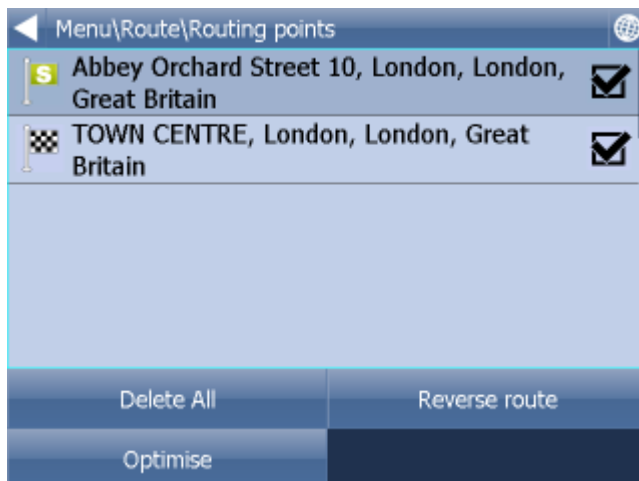 Menu\Route\Routing points
S
Abbey Orchard Street 10, London, London,
Great Britain
TOWN CENTRE, London, London, Great
Britain
Delete All
Reverse route
Optimise